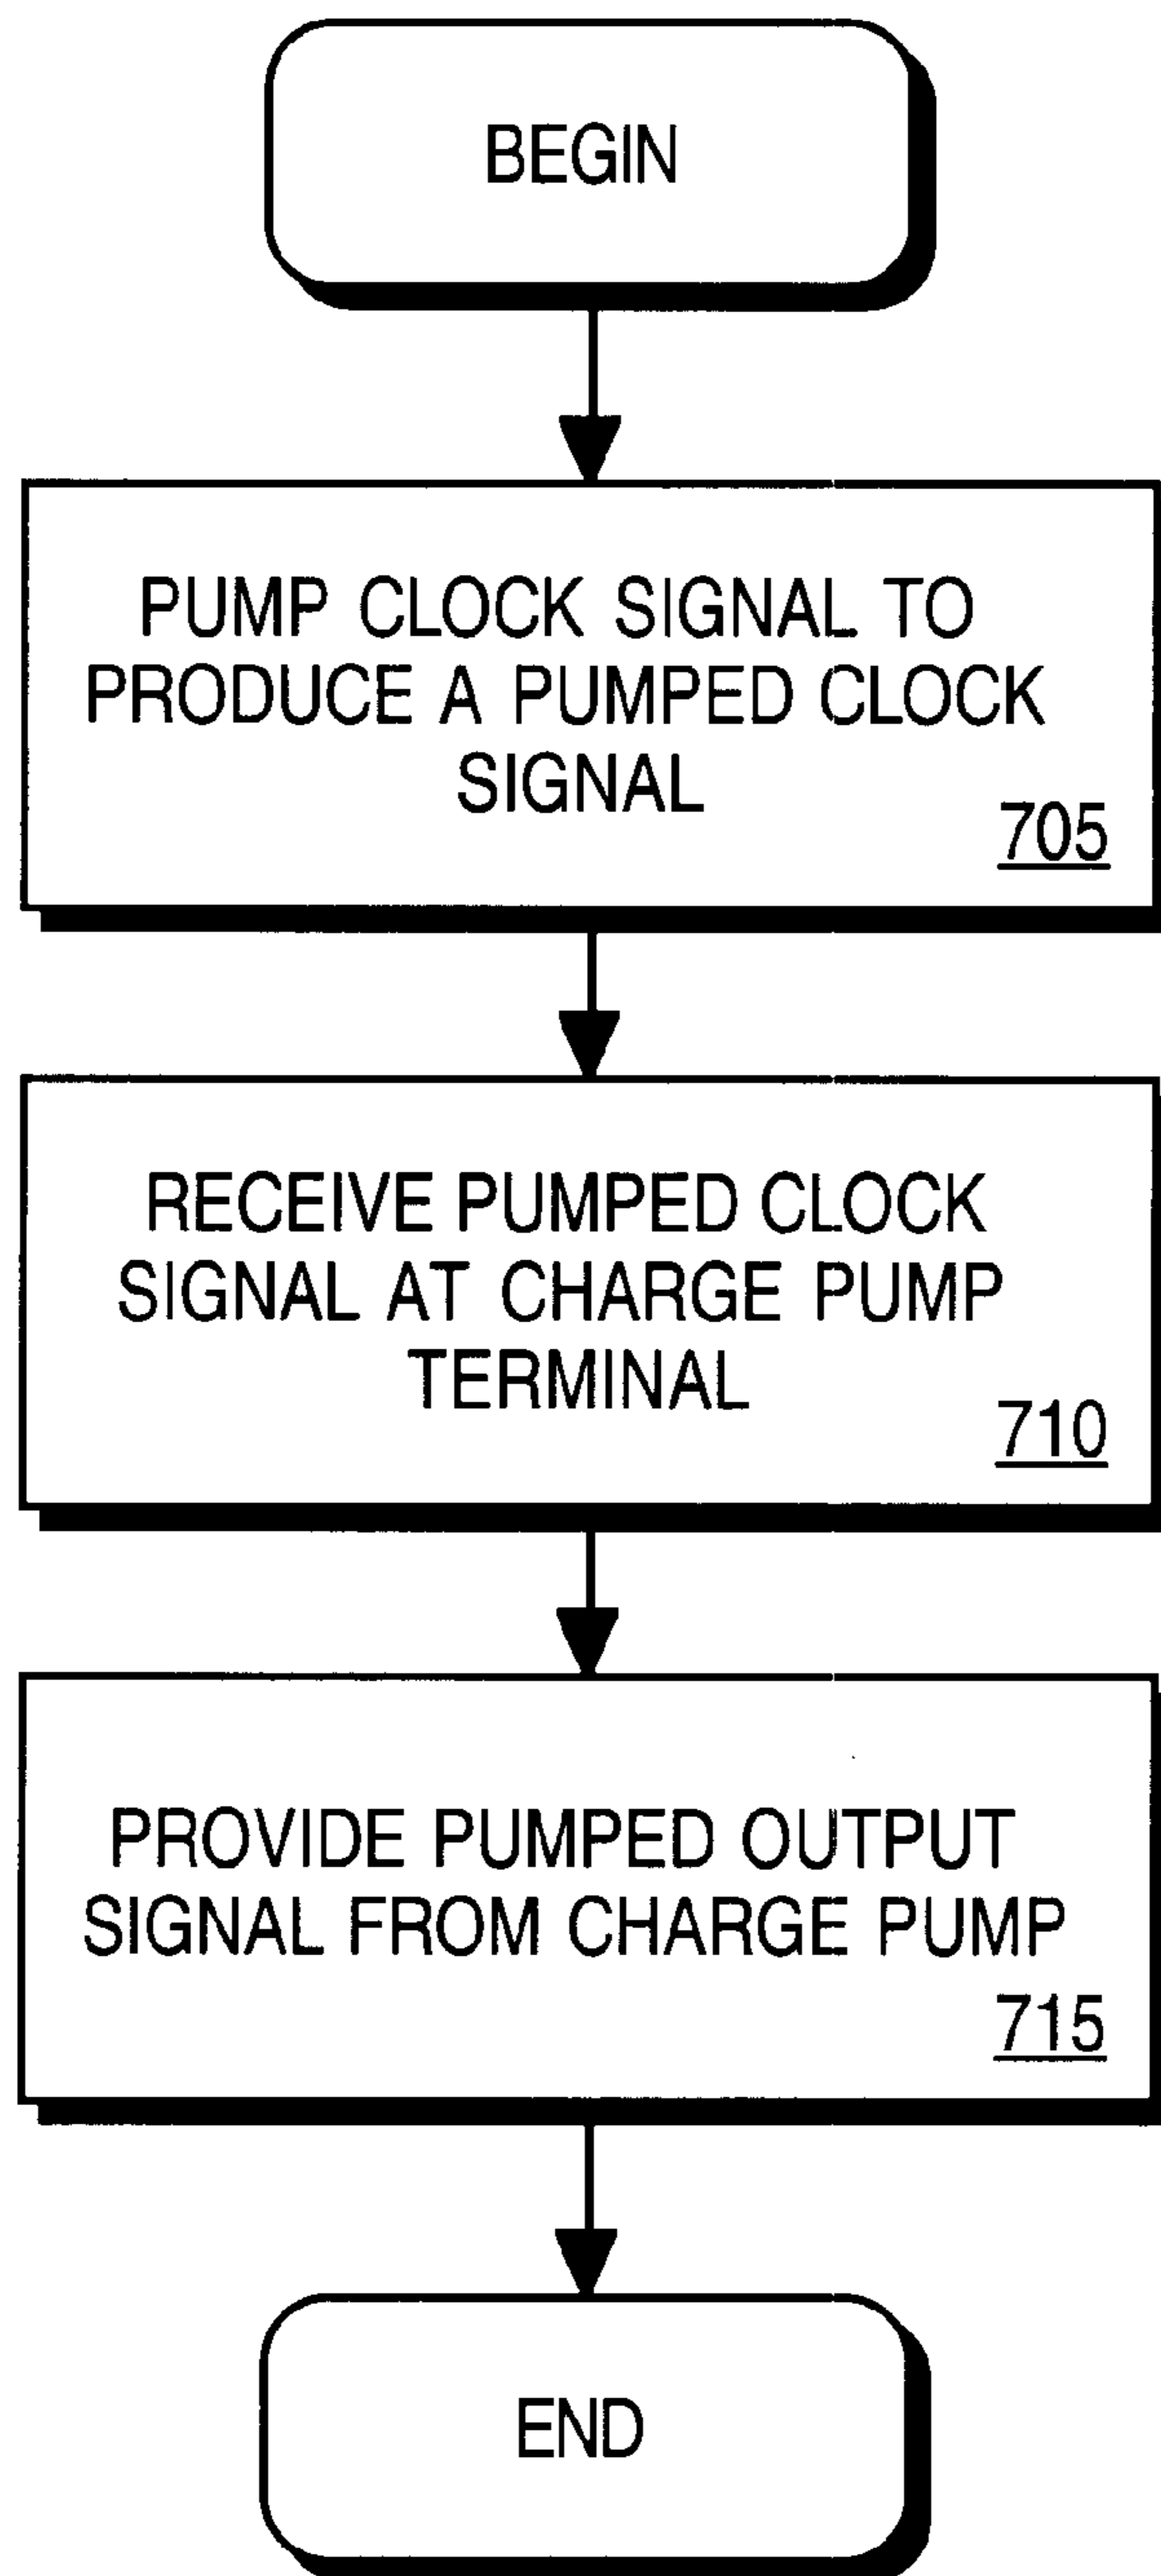 BEGIN
PUMP CLOCK SIGNAL TO
PRODUCE A PUMPED CLOCK
SIGNAL
705
RECEIVE PUMPED CLOCK
SIGNAL AT CHARGE PUMP
TERMINAL
710
PROVIDE PUMPED OUTPUT
SIGNAL FROM CHARGE PUMP
715
END